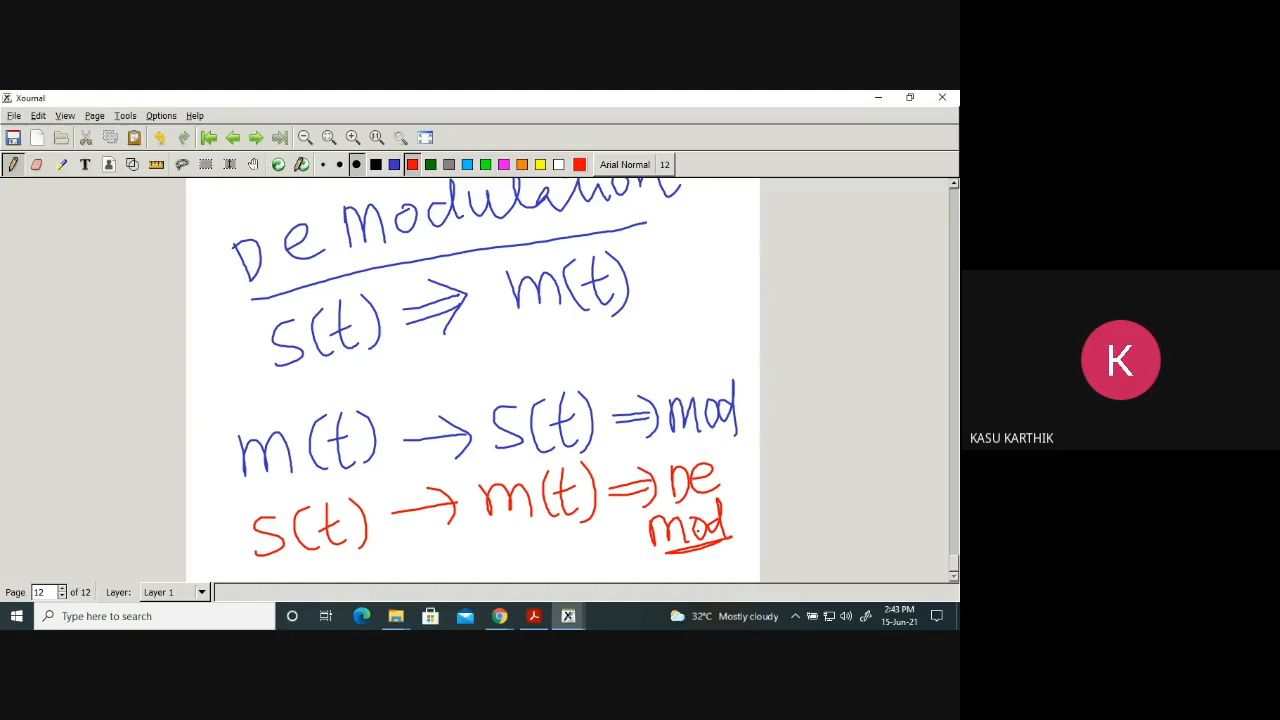 Xournal
File Edit View Page Tools Options Help
Arial Normal 12
De modulation
s(t) ⇒ m(t)
m(t) → s(t) ⇒ mod
s(t) → m(t) ⇒ De
mod
K
KASU KARTHIK
Page 12 of 12 Layer: Layer 1
Type here to search
32°C Mostly cloudy
2:43 PM
15-Jun-21